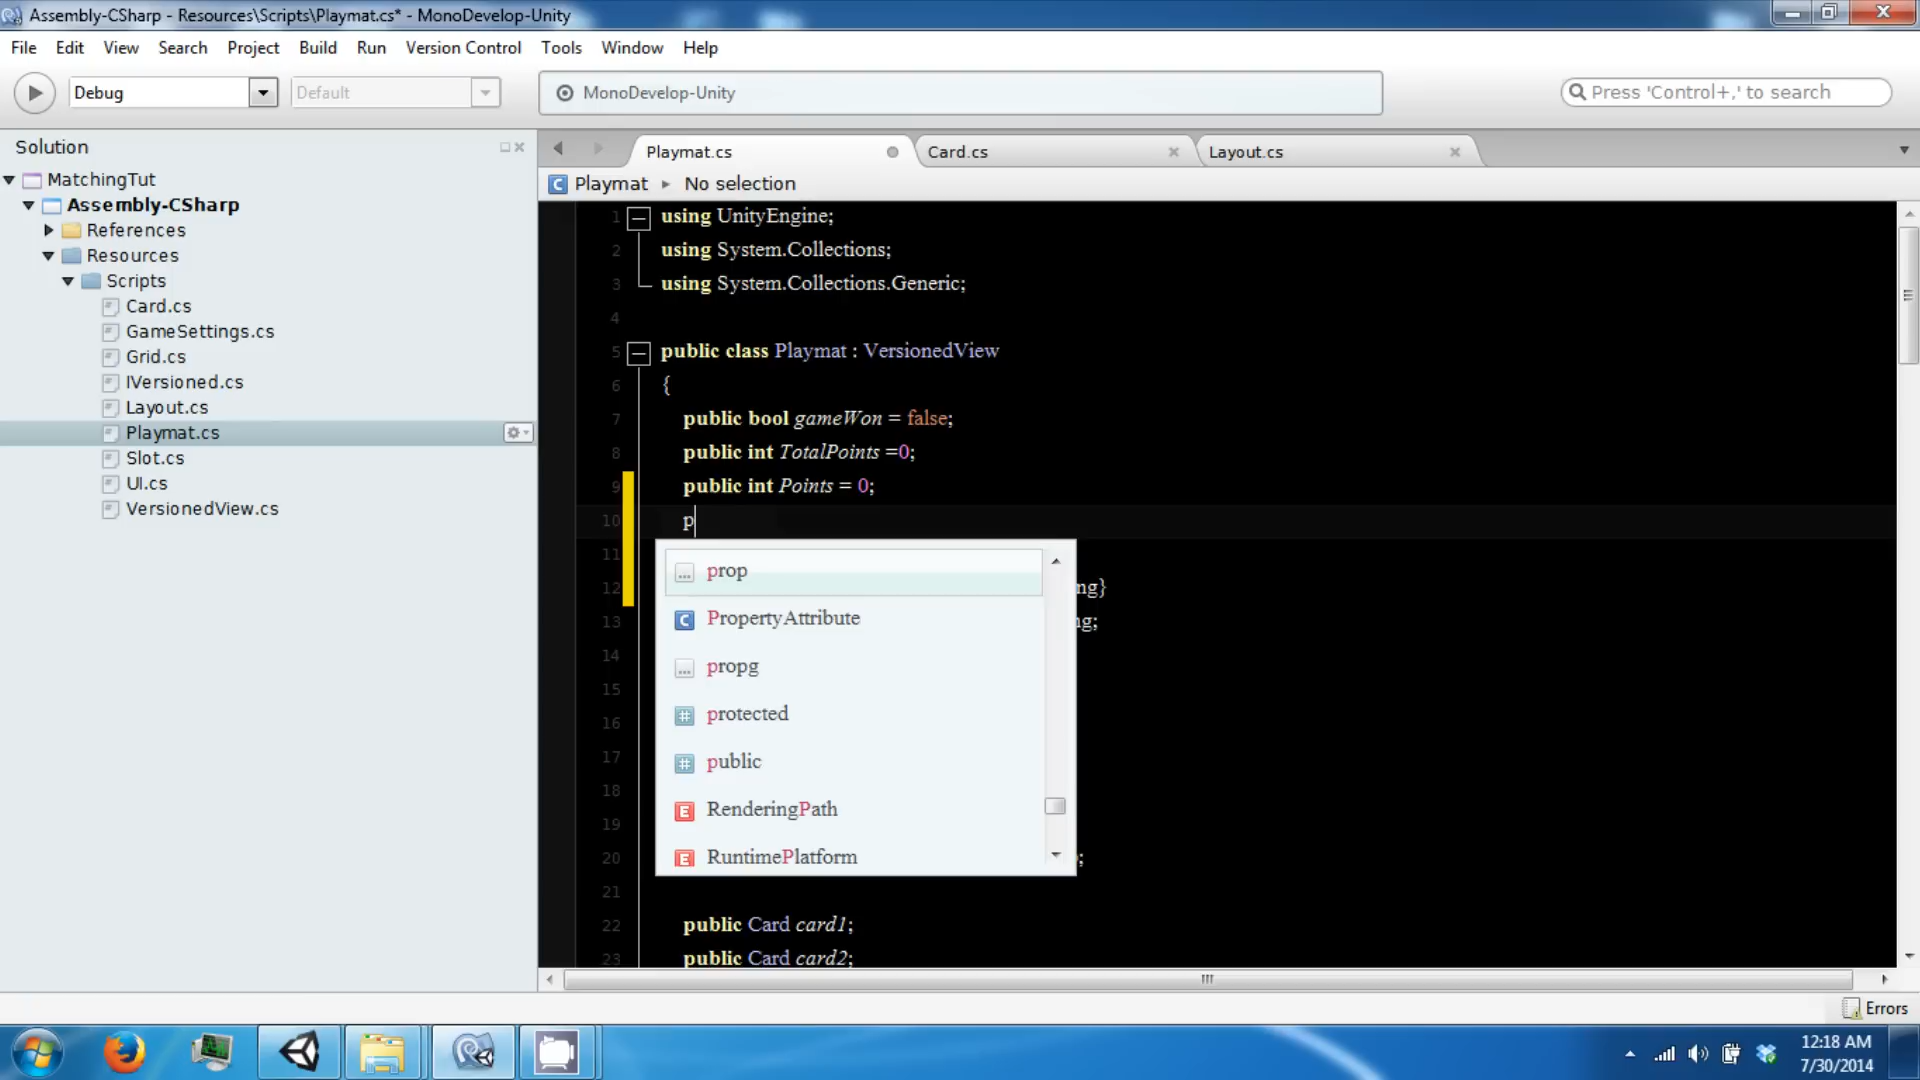 Assembly-CSharp - Resources\Scripts\Playmat.cs* - MonoDevelop-Unity
File Edit View Search Project Build Run Version Control Tools Window Help
Debug Default MonoDevelop-Unity Press 'Control+,' to search
Solution
MatchingTut
Assembly-CSharp
References
Resources
Scripts
Card.cs
GameSettings.cs
Grid.cs
IVersioned.cs
Layout.cs
Playmat.cs
Slot.cs
UI.cs
VersionedView.cs
Playmat.cs Card.cs Layout.cs
Playmat No selection
1 using UnityEngine;
2 using System.Collections;
3 using System.Collections.Generic;
4
5 public class Playmat : VersionedView
6 {
7 public bool gameWon = false;
8 public int TotalPoints =0;
9 public int Points = 0;
10 p
11
12 ng}
13 ng;
14
15
16
17
18
19
20 ;
21
22 public Card card1;
23 public Card card2;
prop
PropertyAttribute
propg
protected
public
RenderingPath
RuntimePlatform
Errors
12:18 AM
7/30/2014